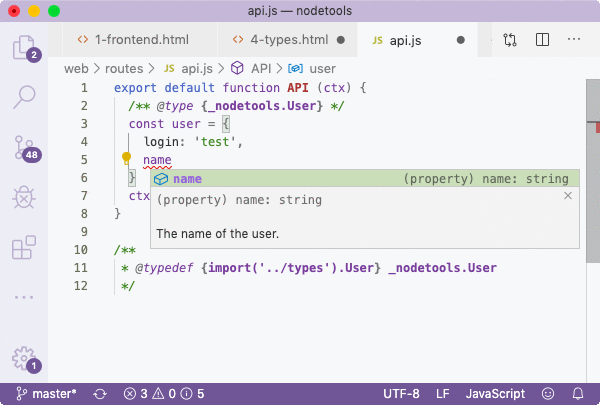 api.js — nodetools
2
48
1
1-frontend.html
4-types.html
JS api.js
web > routes > JS api.js > API > user
1 export default function API (ctx) {
2 /** @type {_nodetools.User} */
3 const user = {
4 login: 'test',
5 name
6 }
7 ctx
8 }
9
10 /**
11 * @typedef {import('../types').User} _nodetools.User
12 */
name (property) name: string
(property) name: string
The name of the user.
master* 3 0 5 UTF-8 LF JavaScript